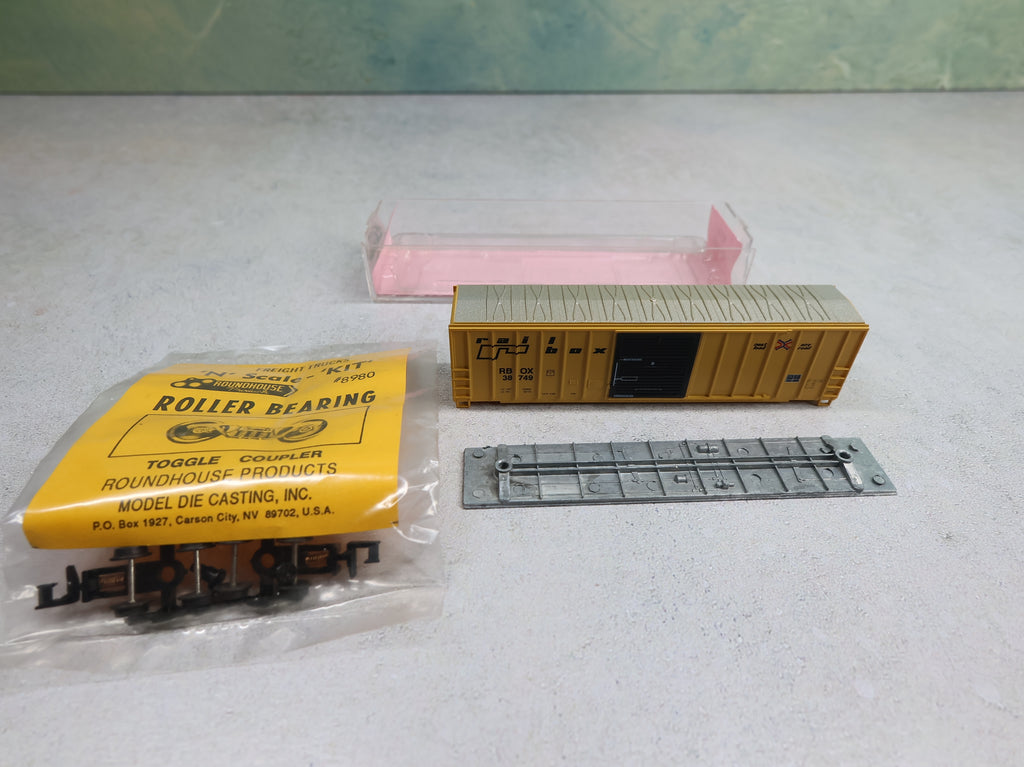 FREIGHT TRUCKS
"N" Scale - "KIT"
ROUNDHOUSE
#8980
ROLLER BEARING
TOGGLE COUPLER
ROUNDHOUSE PRODUCTS
MODEL DIE CASTING, INC.
P.O. Box 1927, Carson City, NV 89702, U.S.A.
rail
box
RBOX
38749